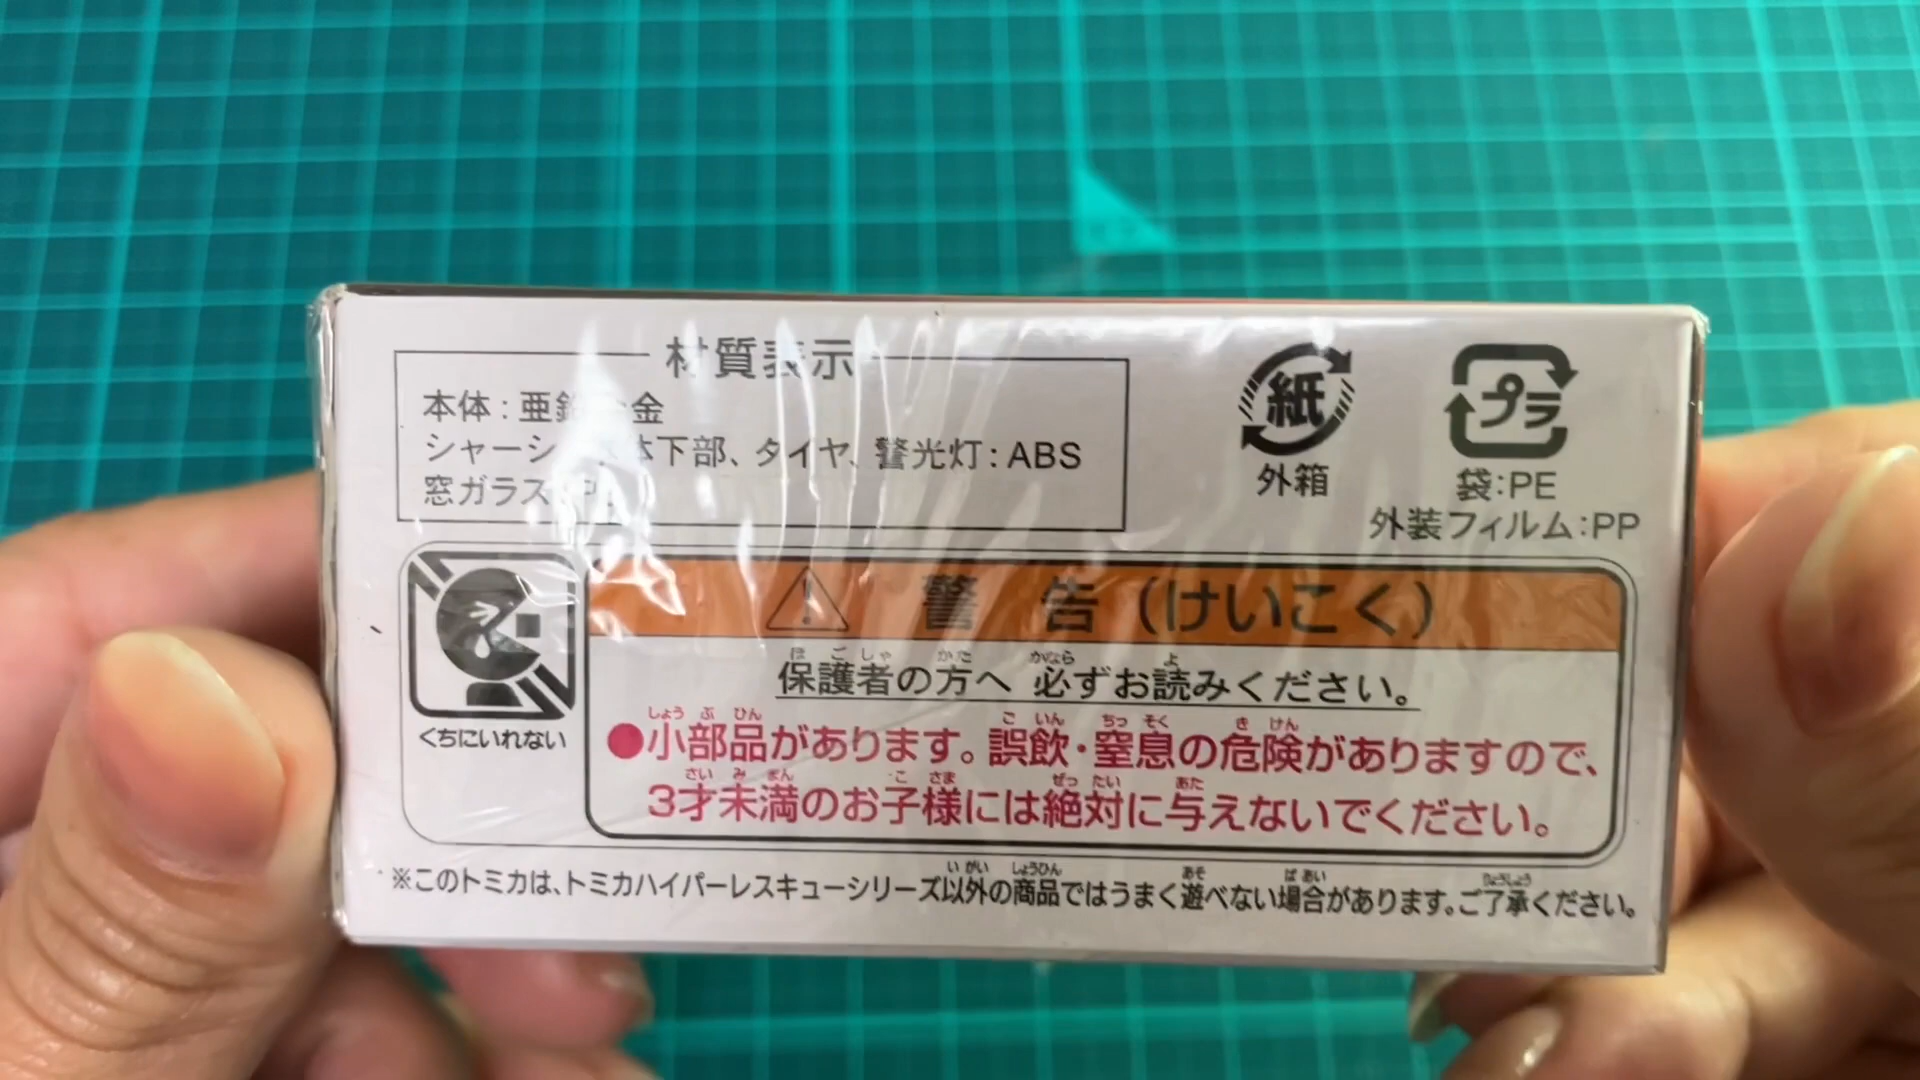 材質表示
本体:亜鉛合金
シャーシ 体下部、タイヤ、警光灯:ABS
窓ガラス
紙
外箱
プラ
袋:PE
外装フィルム:PP
くちにいれない
警告(けいこく)
保護者の方へ 必ずお読みください。
●小部品があります。誤飲・窒息の危険がありますので、
3才未満のお子様には絶対に与えないでください。
※このトミカは、トミカハイパーレスキューシリーズ以外の商品ではうまく遊べない場合があります。ご了承ください。